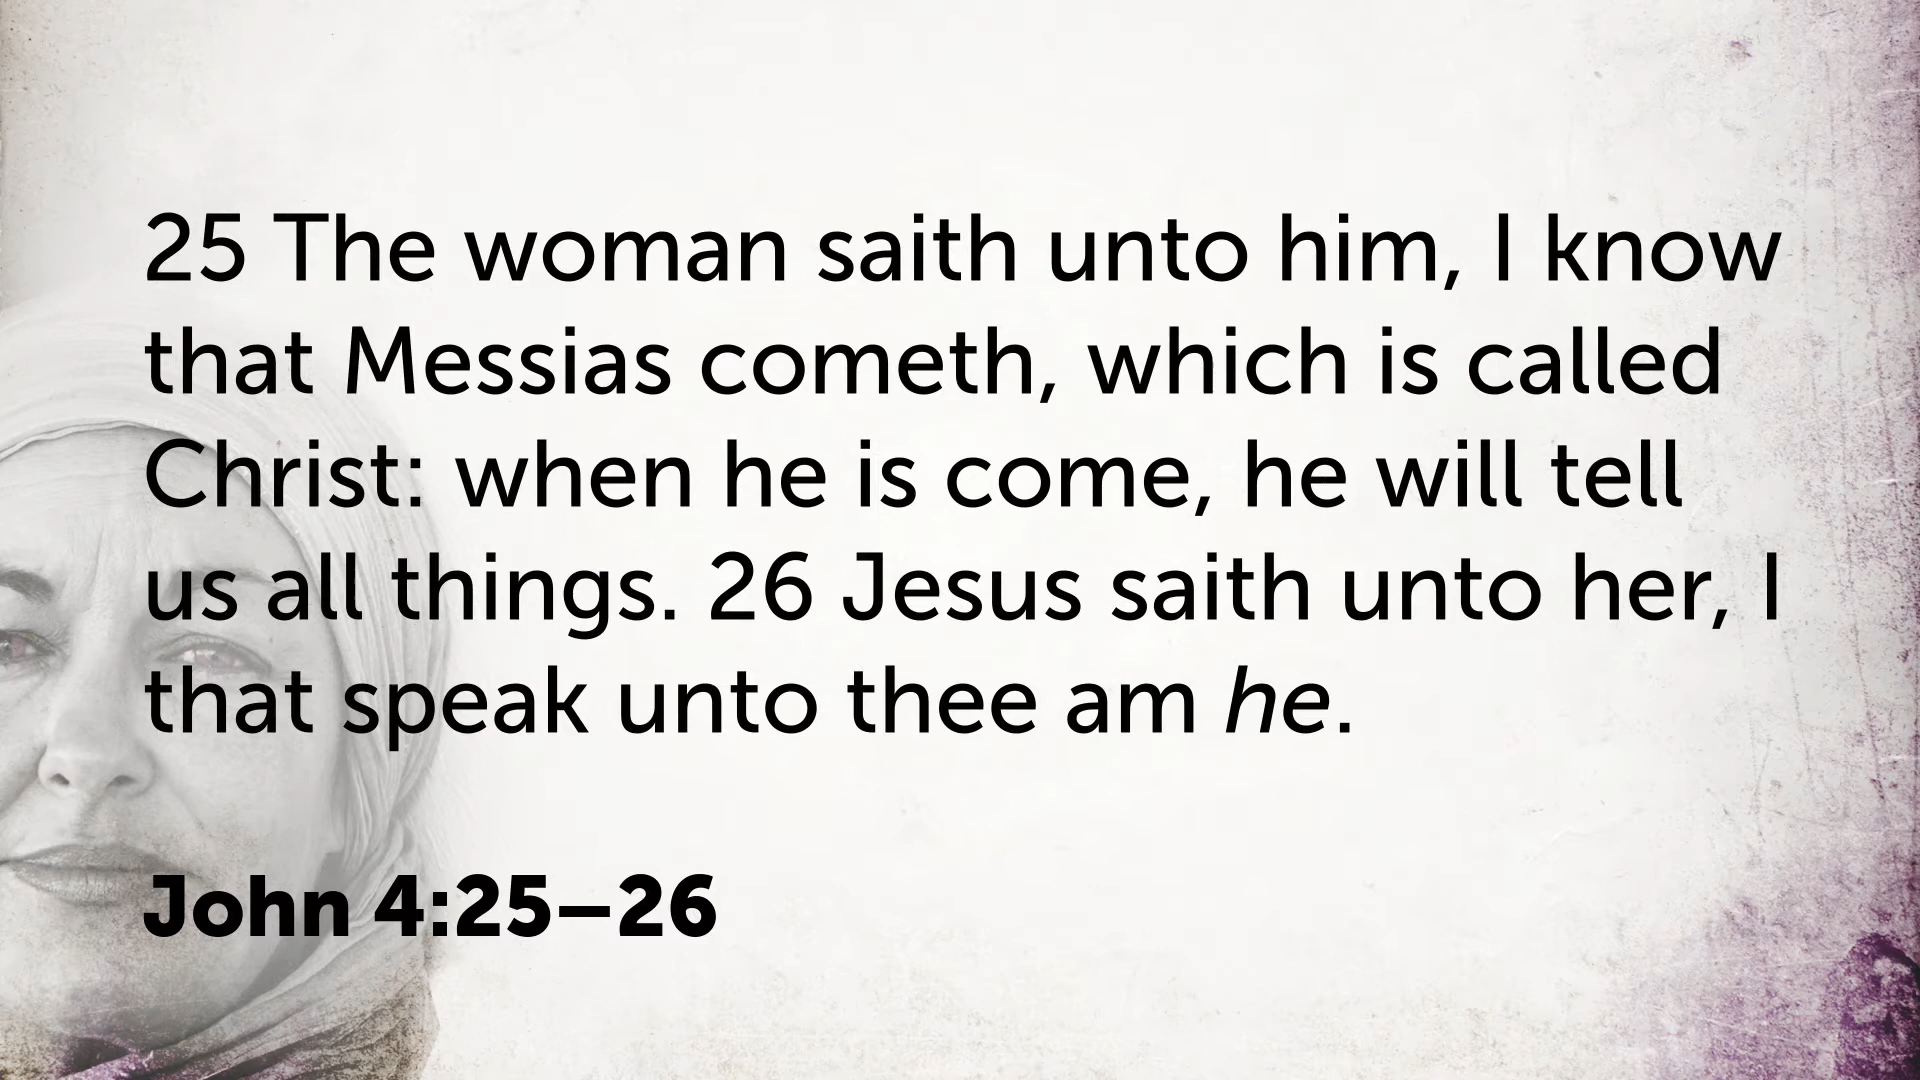 25 The woman saith unto him, I know
that Messias cometh, which is called
Christ: when he is come, he will tell
us all things. 26 Jesus saith unto her, I
that speak unto thee am he.
John 4:25–26